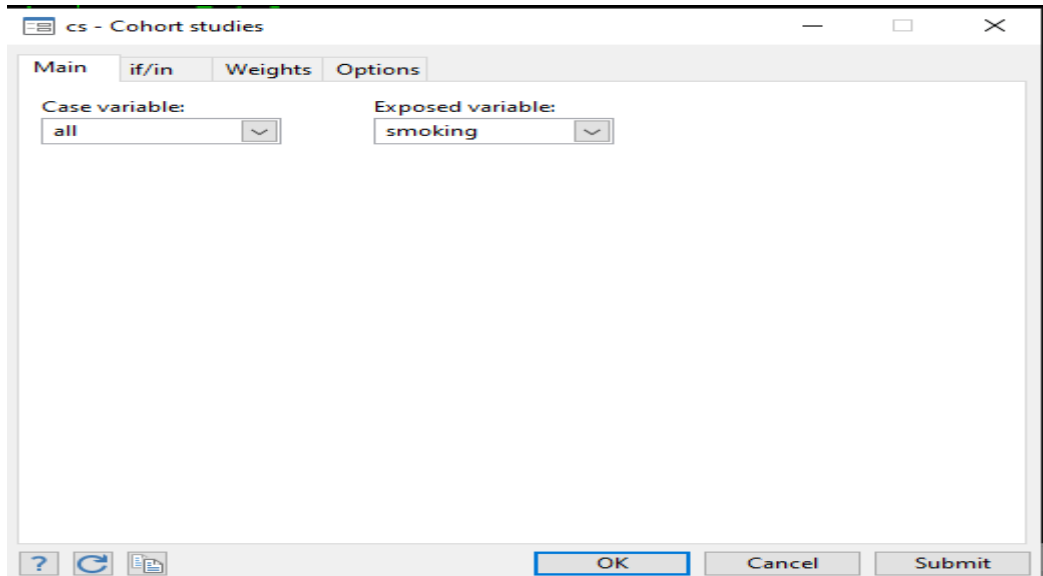 cs - Cohort studies
Main if/in Weights Options
Case variable: Exposed variable:
all smoking
? OK Cancel Submit